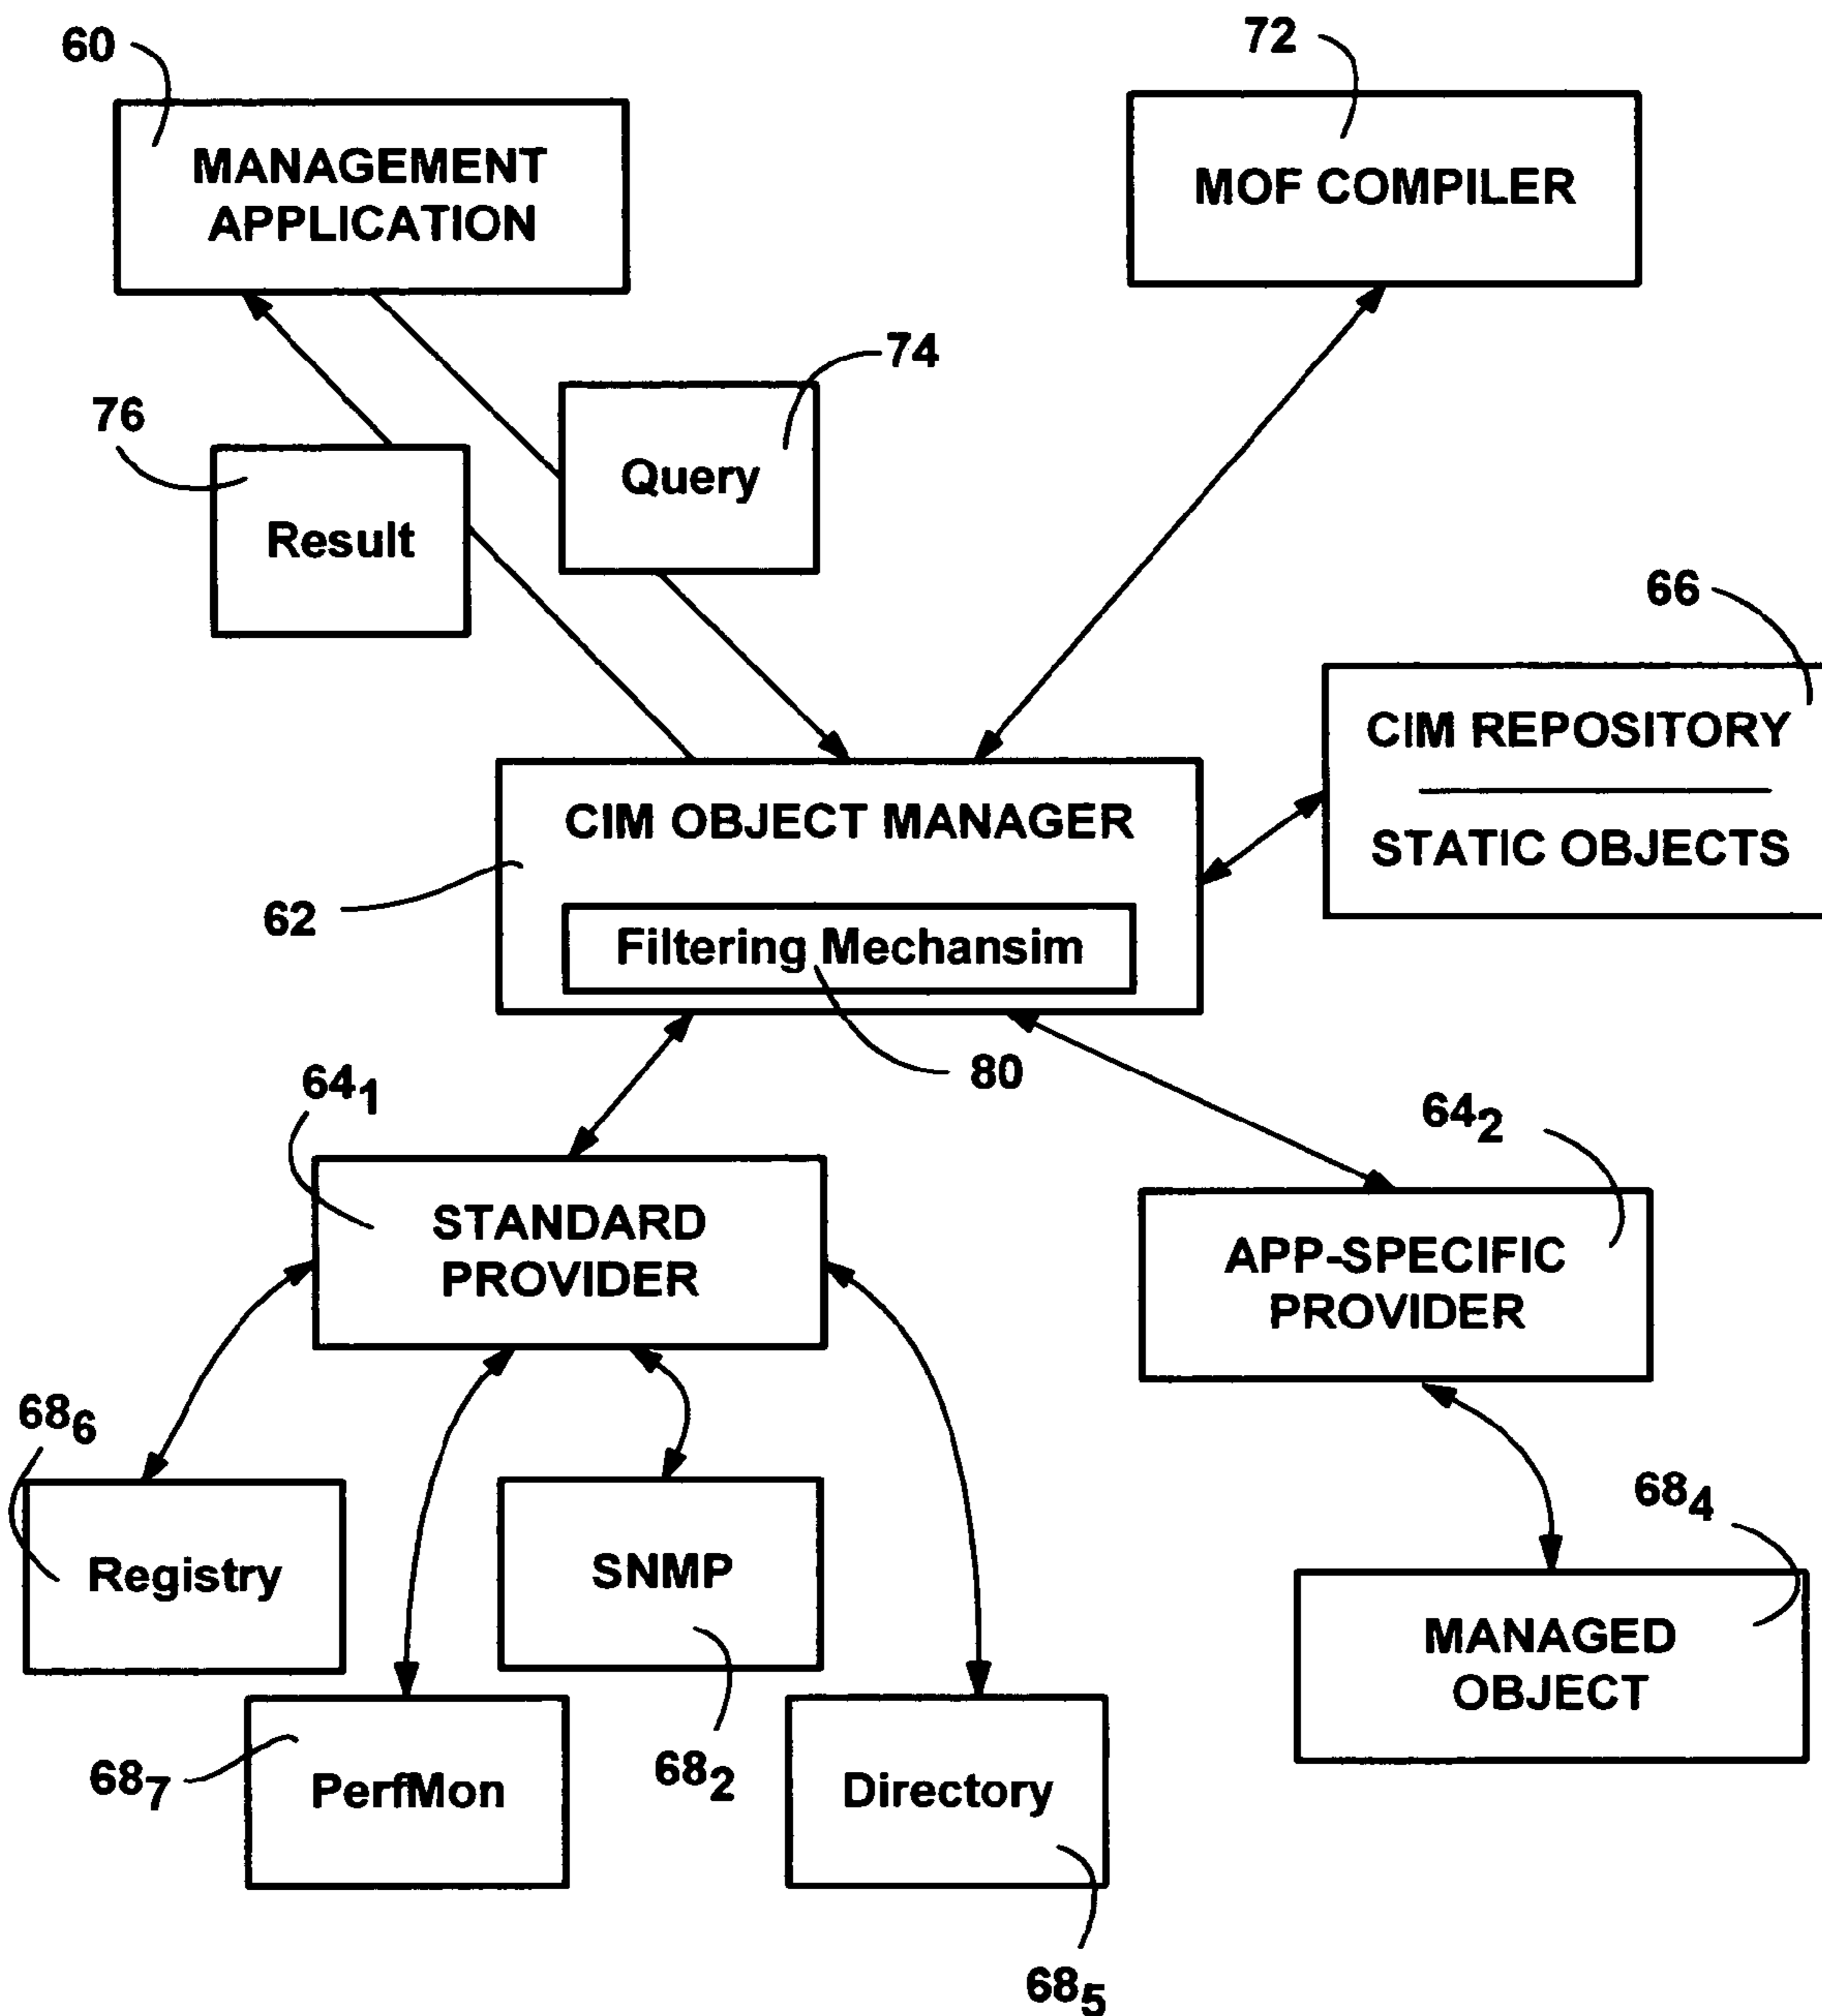 60
72
MANAGEMENT
APPLICATION
MOF COMPILER
74
76
Query
Result
66
CIM REPOSITORY
STATIC OBJECTS
CIM OBJECT MANAGER
62
Filtering Mechansim
80
64₁
64₂
STANDARD
PROVIDER
APP-SPECIFIC
PROVIDER
68₆
68₄
Registry
SNMP
MANAGED
OBJECT
68₇
68₂
PerfMon
Directory
68₅